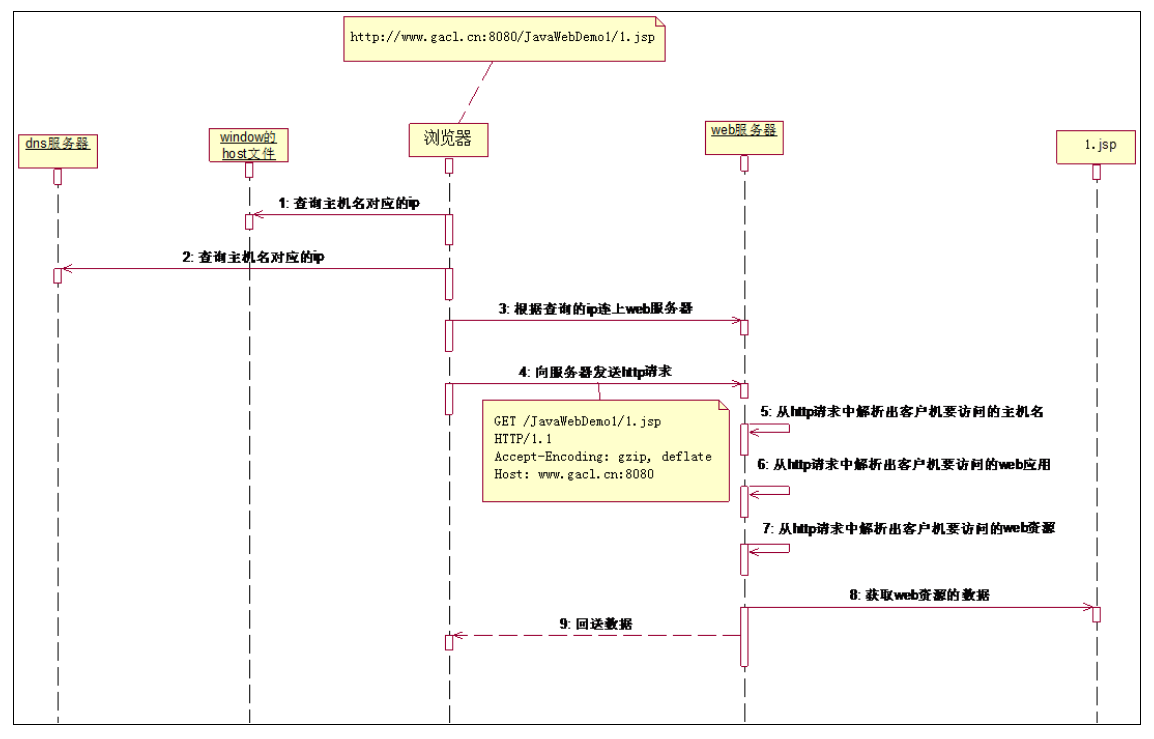 http://www.gacl.cn:8080/JavaWebDemo1/1.jsp
dns服务器
window的
host文件
浏览器
web服务器
1.jsp
1: 查询主机名对应的ip
2: 查询主机名对应的ip
3: 根据查询的ip连上web服务器
4: 向服务器发送http请求
GET /JavaWebDemo1/1.jsp
HTTP/1.1
Accept-Encoding: gzip, deflate
Host: www.gacl.cn:8080
5: 从http请求中解析出客户机要访问的主机名
6: 从http请求中解析出客户机要访问的web应用
7: 从http请求中解析出客户机要访问的web资源
8: 获取web资源的数据
9: 回送数据